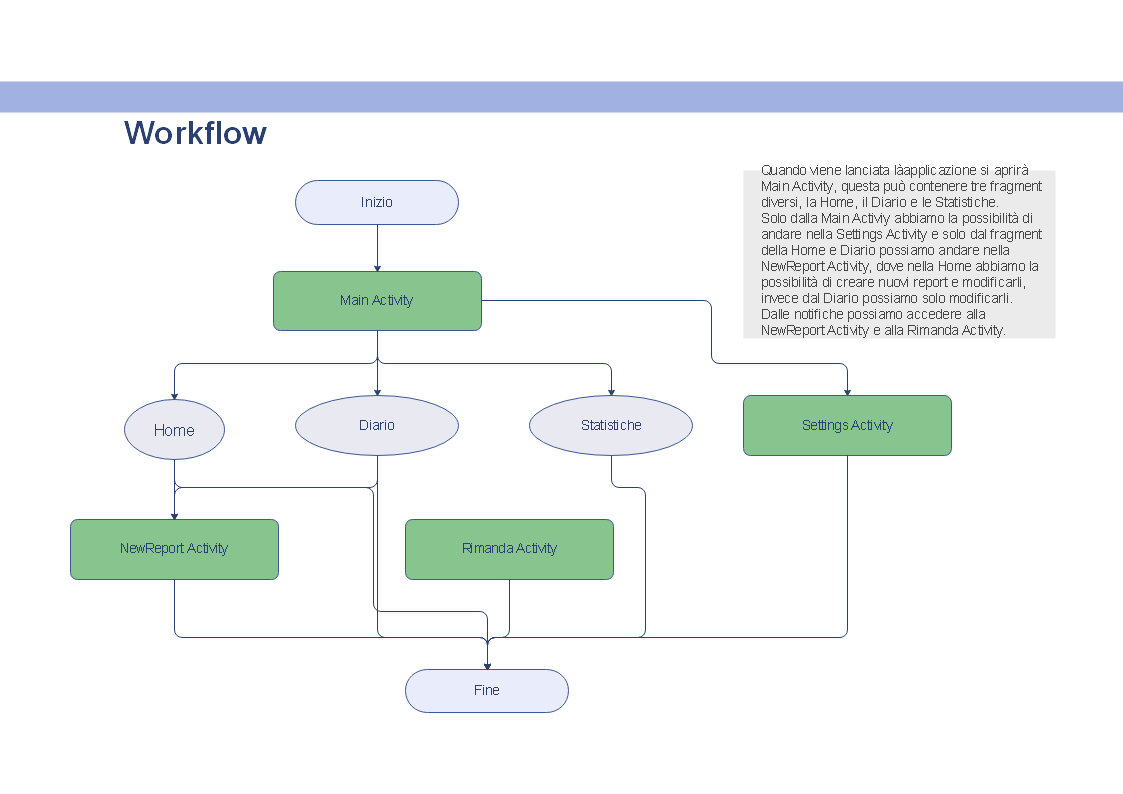 Workflow
Quando viene lanciata làapplicazione si aprirà
Main Activity, questa può contenere tre fragment
diversi, la Home, il Diario e le Statistiche.
Solo dalla Main Activiy abbiamo la possibilità di
andare nella Settings Activity e solo dal fragment
della Home e Diario possiamo andare nella
NewReport Activity, dove nella Home abbiamo la
possibilità di creare nuovi report e modificarli,
invece dal Diario possiamo solo modificarli.
Dalle notifiche possiamo accedere alla
NewReport Activity e alla Rimanda Activity.
Inizio
Main Activity
Home
Diario
Statistiche
Settings Activity
NewReport Activity
Rimanda Activity
Fine